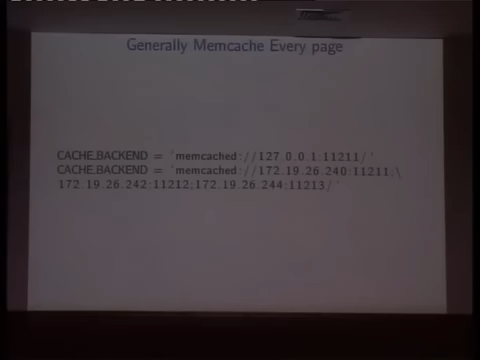 Generally Memcache Every page
CACHE_BACKEND = 'memcached://127.0.0.1:11211/'
CACHE_BACKEND = 'memcached://172.19.26.240:11211;\
172.19.26.242:11212;172.19.26.244:11213/'